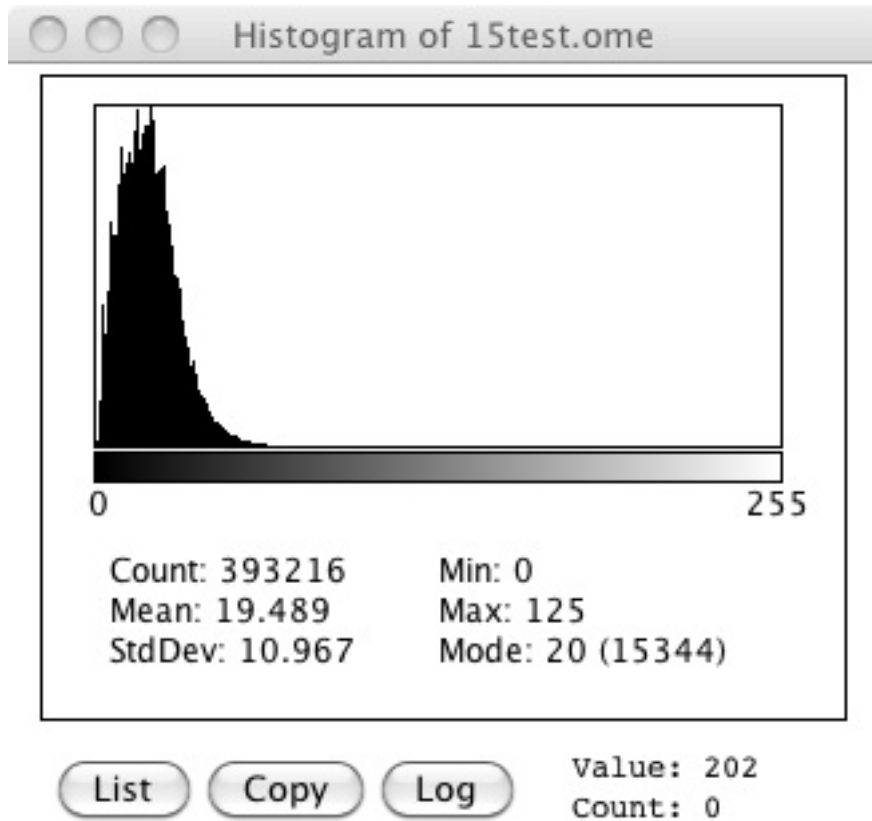 Histogram of 15test.ome
0 255
Count: 393216 Min: 0
Mean: 19.489 Max: 125
StdDev: 10.967 Mode: 20 (15344)
List Copy Log Value: 202
Count: 0